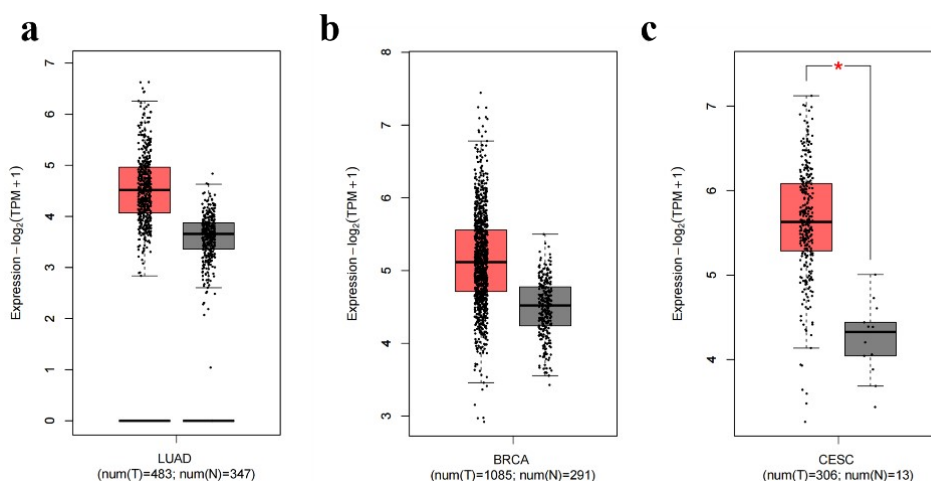 a
b
c
Expression – log₂(TPM + 1)
7
6
5
4
3
2
1
0
LUAD
(num(T)=483; num(N)=347)
Expression – log₂(TPM + 1)
8
7
6
5
4
3
BRCA
(num(T)=1085; num(N)=291)
Expression – log₂(TPM + 1)
7
6
5
4
*
CESC
(num(T)=306; num(N)=13)